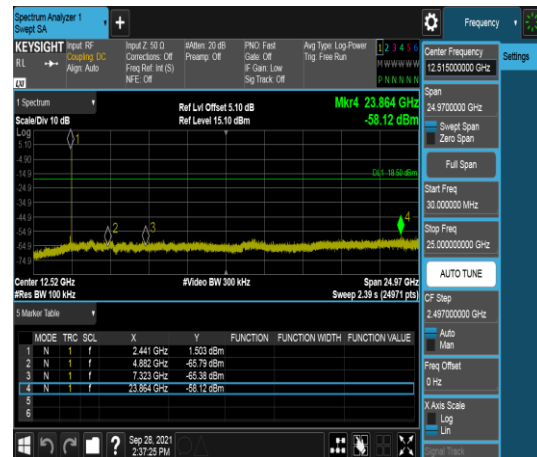 Spectrum Analyzer 1
Swept SA
Frequency
KEYSIGHT Input: RF Input Z: 50 Ω #Atten: 20 dB PNO: Fast Avg Type: Log-Power 1 2 3 4 5 6
RL Coupling: DC Corrections: Off Preamp: Off Gate: Off Trig: Free Run M W W W W W
Align: Auto Freq Ref: Int (S) IF Gain: Low P N N N N N
NFE: Off Sig Track: Off
LXI
Center Frequency
12.515000000 GHz
Settings
Span
24.9700000 GHz
Swept Span
Zero Span
Full Span
Start Freq
30.000000 MHz
Stop Freq
25.000000000 GHz
AUTO TUNE
CF Step
2.497000000 GHz
Auto
Man
Freq Offset
0 Hz
X Axis Scale
Log
Lin
Signal Track
1 Spectrum
Scale/Div 10 dB
Ref Lvl Offset 5.10 dB
Ref Level 15.10 dBm
Mkr4 23.864 GHz
-58.12 dBm
Log
5.10
-4.90
-14.9
-24.9
-34.9
-44.9
-54.9
-64.9
-74.9
1
2
3
4
DL1 -18.50 dBm
Center 12.52 GHz #Video BW 300 kHz Span 24.97 GHz
#Res BW 100 kHz Sweep 2.39 s (24971 pts)
5 Marker Table
MODE TRC SCL X Y FUNCTION FUNCTION WIDTH FUNCTION VALUE
1 N 1 f 2.441 GHz 1.503 dBm
2 N 1 f 4.882 GHz -65.79 dBm
3 N 1 f 7.323 GHz -65.38 dBm
4 N 1 f 23.864 GHz -58.12 dBm
5
6
Sep 28, 2021
2:37:25 PM